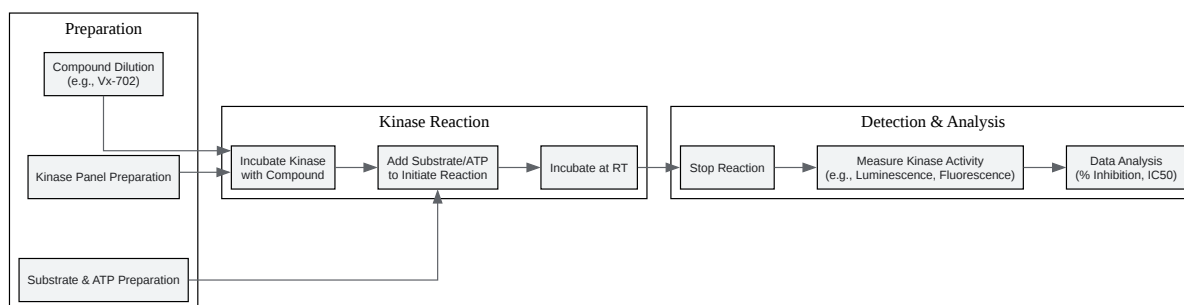 Preparation
Compound Dilution
(e.g., Vx-702)
Kinase Panel Preparation
Substrate & ATP Preparation
Kinase Reaction
Incubate Kinase
with Compound
Add Substrate/ATP
to Initiate Reaction
Incubate at RT
Detection & Analysis
Stop Reaction
Measure Kinase Activity
(e.g., Luminescence, Fluorescence)
Data Analysis
(% Inhibition, IC50)